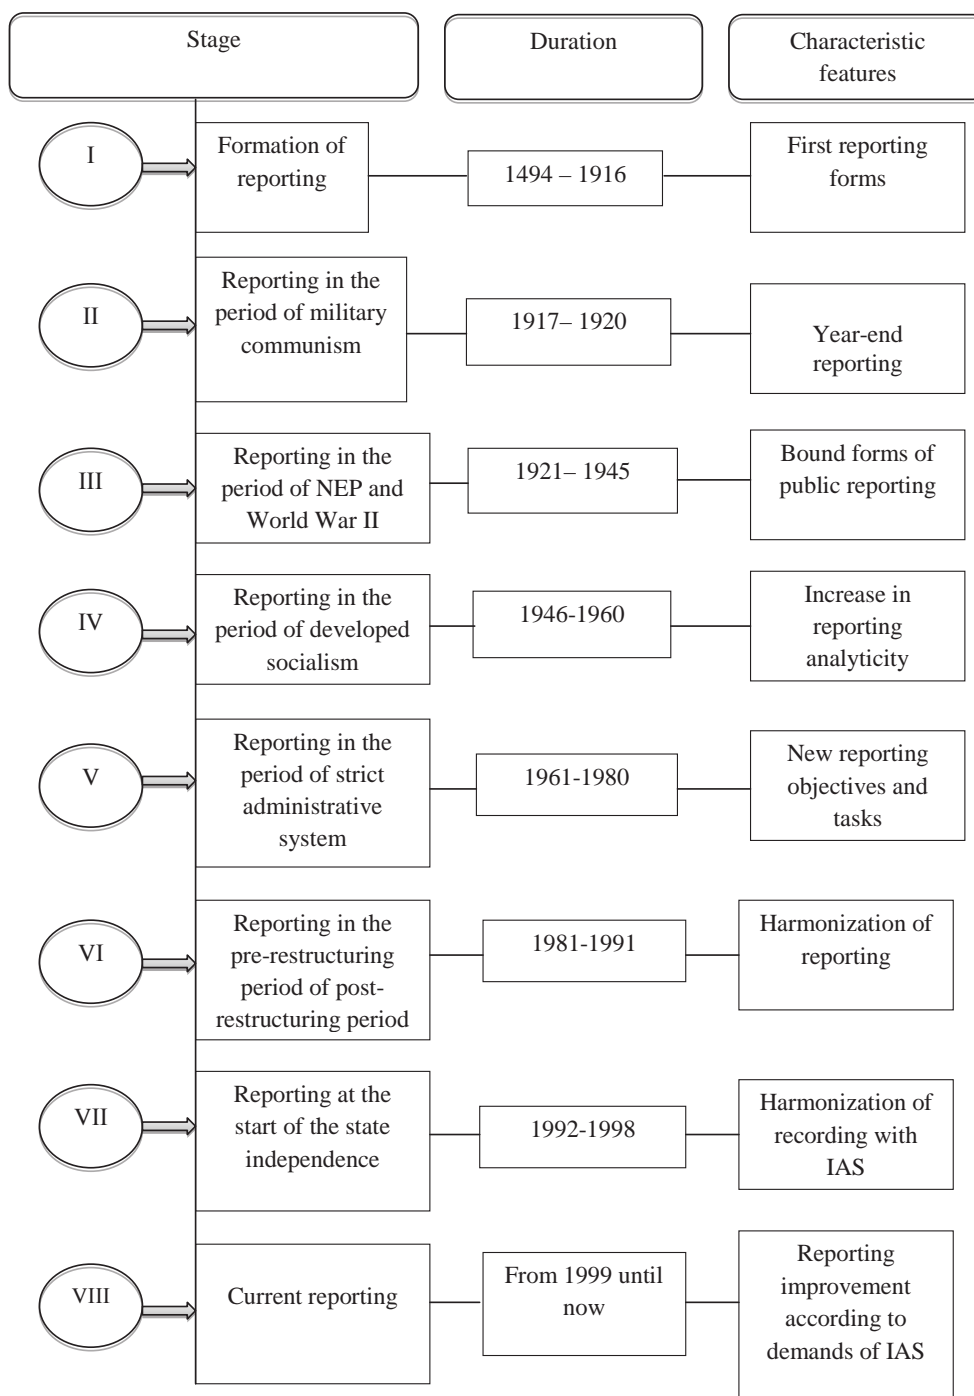 Stage
Duration
Characteristic
features
I
Formation of
reporting
1494 – 1916
First reporting
forms
II
Reporting in the
period of military
communism
1917– 1920
Year-end
reporting
III
Reporting in the
period of NEP and
World War II
1921– 1945
Bound forms of
public reporting
IV
Reporting in the
period of developed
socialism
1946-1960
Increase in
reporting
analyticity
V
Reporting in the
period of strict
administrative
system
1961-1980
New reporting
objectives and
tasks
VI
Reporting in the
pre-restructuring
period of post-
restructuring period
1981-1991
Harmonization of
reporting
VII
Reporting at the
start of the state
independence
1992-1998
Harmonization of
recording with
IAS
VIII
Current reporting
From 1999 until
now
Reporting
improvement
according to
demands of IAS